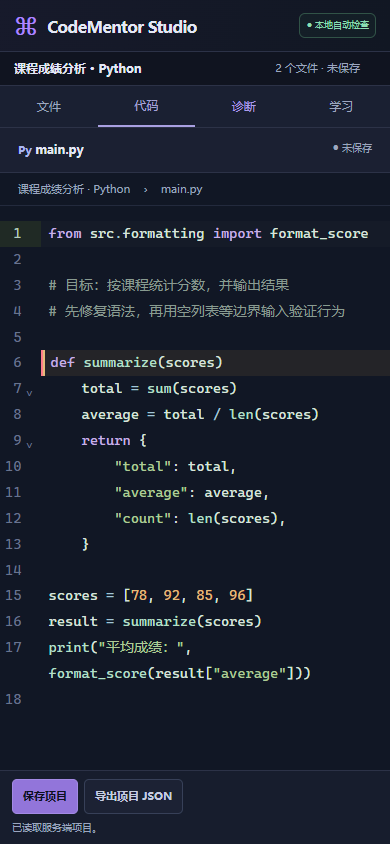 ⌘ CodeMentor Studio
本地自动检查
课程成绩分析 • Python
2 个文件 · 未保存
文件 代码 诊断 学习
Py main.py
未保存
课程成绩分析 · Python › main.py
1 from src.formatting import format_score
2
3 # 目标：按课程统计分数，并输出结果
4 # 先修复语法，再用空列表等边界输入验证行为
5
6 def summarize(scores)
7     total = sum(scores)
8     average = total / len(scores)
9     return {
10         "total": total,
11         "average": average,
12         "count": len(scores),
13     }
14
15 scores = [78, 92, 85, 96]
16 result = summarize(scores)
17 print("平均成绩：",
format_score(result["average"]))
18
保存项目 导出项目 JSON
已读取服务端项目。